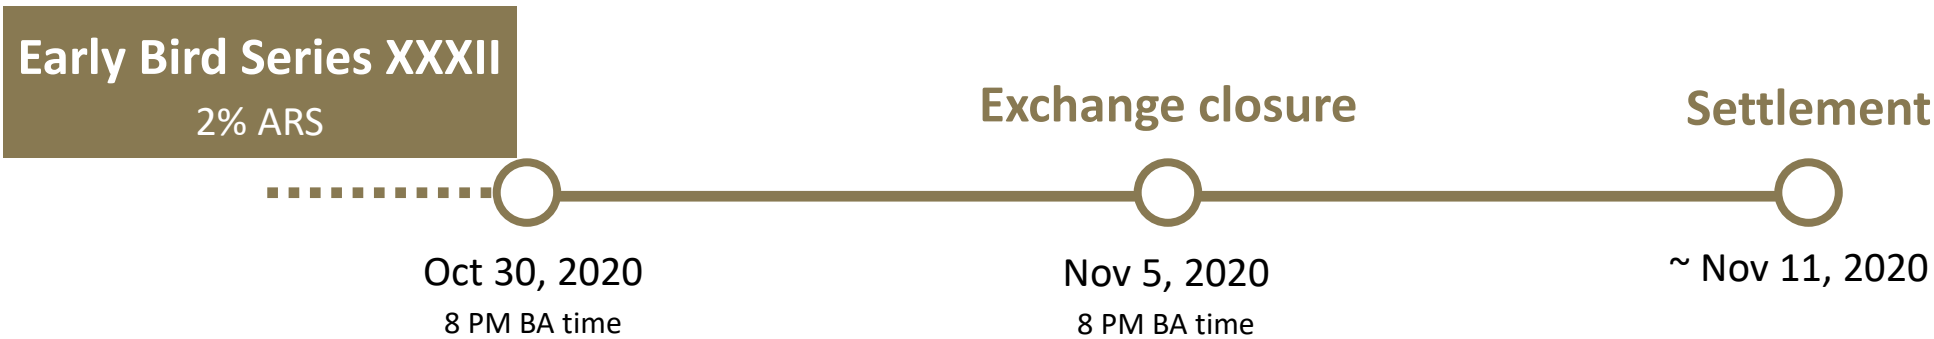 Early Bird Series XXXII
2% ARS
Exchange closure
Settlement
Oct 30, 2020
8 PM BA time
Nov 5, 2020
8 PM BA time
~ Nov 11, 2020